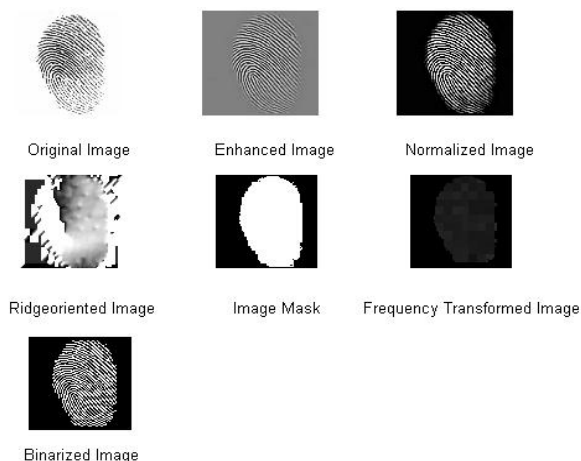 Original Image
Enhanced Image
Normalized Image
Ridgeoriented Image
Image Mask
Frequency Transformed Image
Binarized Image